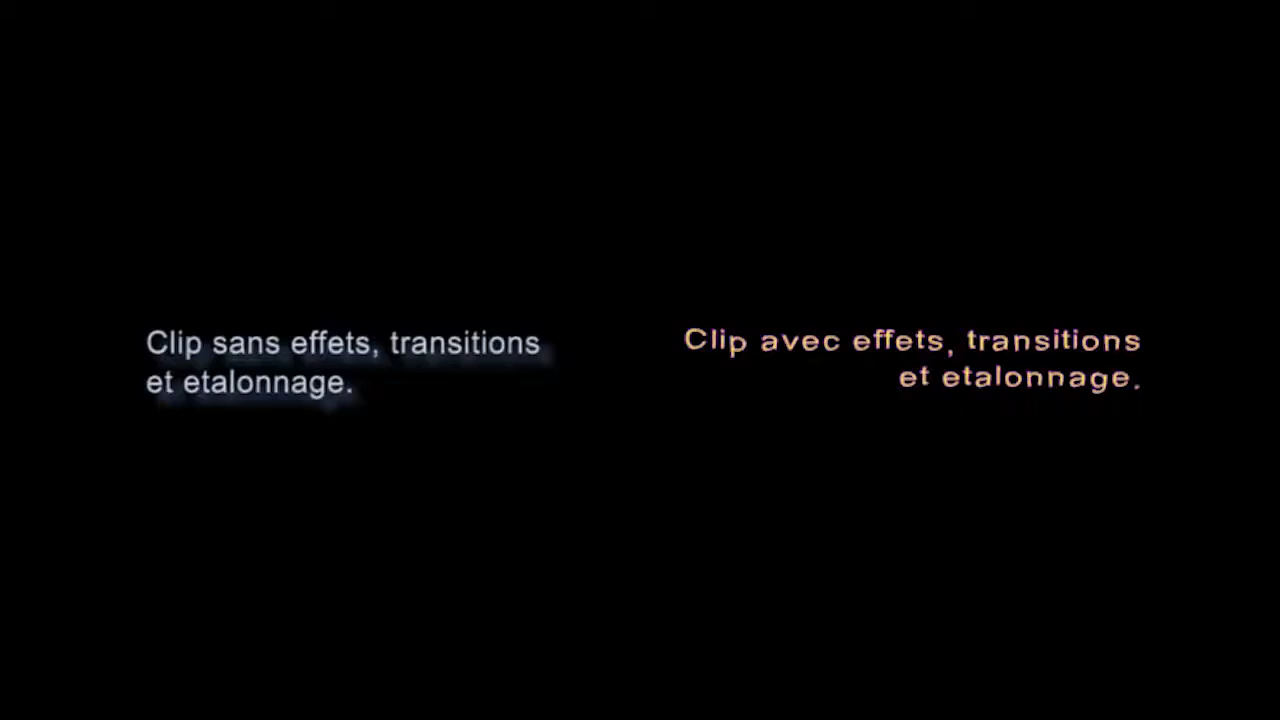 Clip sans effets, transitions
et etalonnage.
Clip avec effets, transitions
et etalonnage.